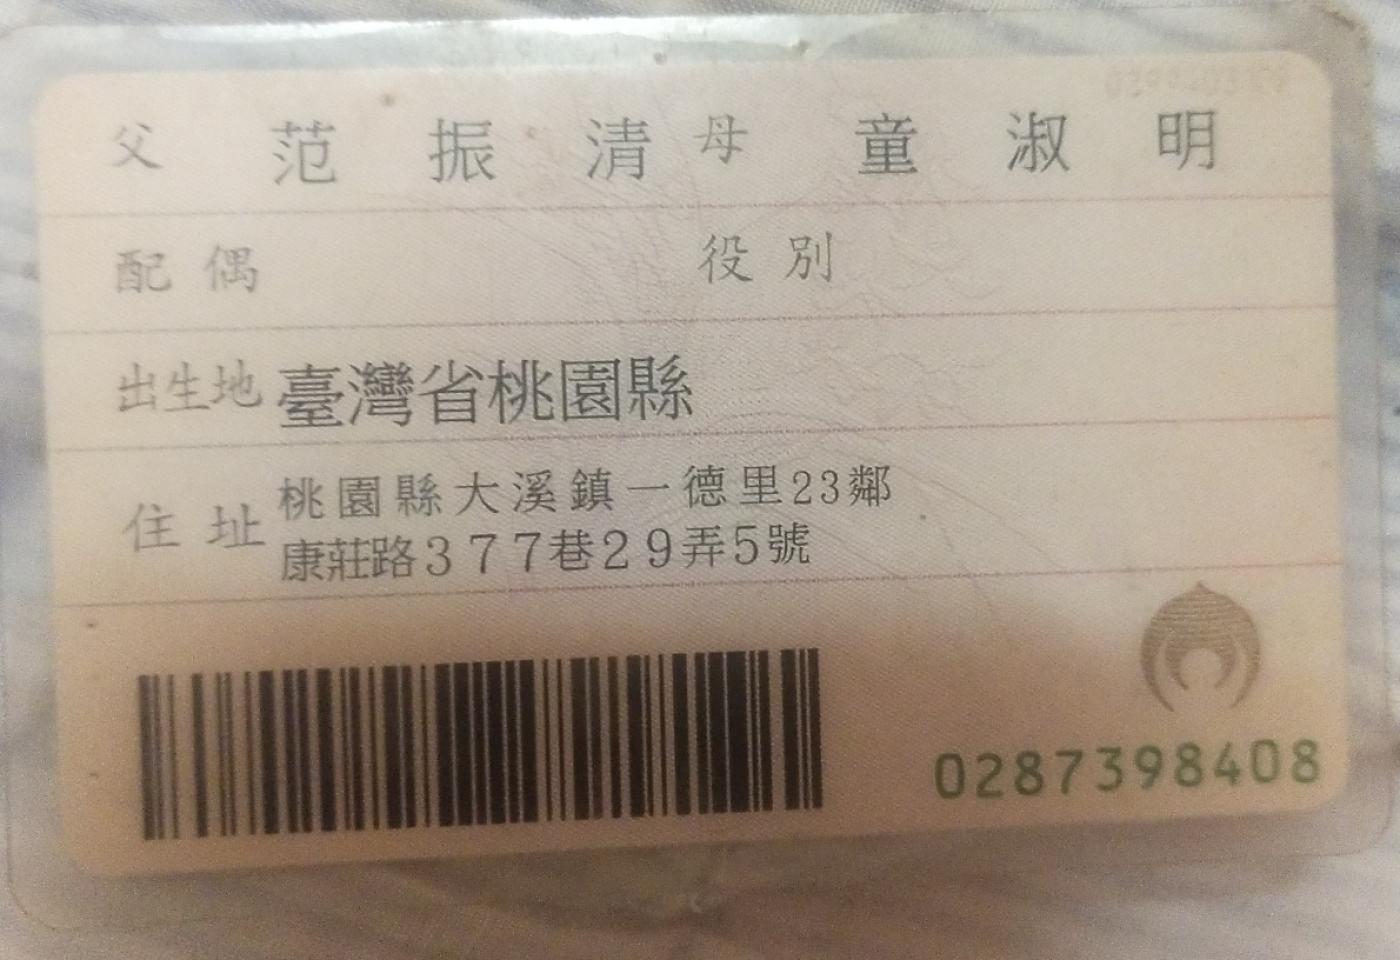 父 范振清 母 童淑明
配偶 役別
出生地 臺灣省桃園縣
住址 桃園縣大溪鎮一德里23鄰
康莊路377巷29弄5號
0287398408